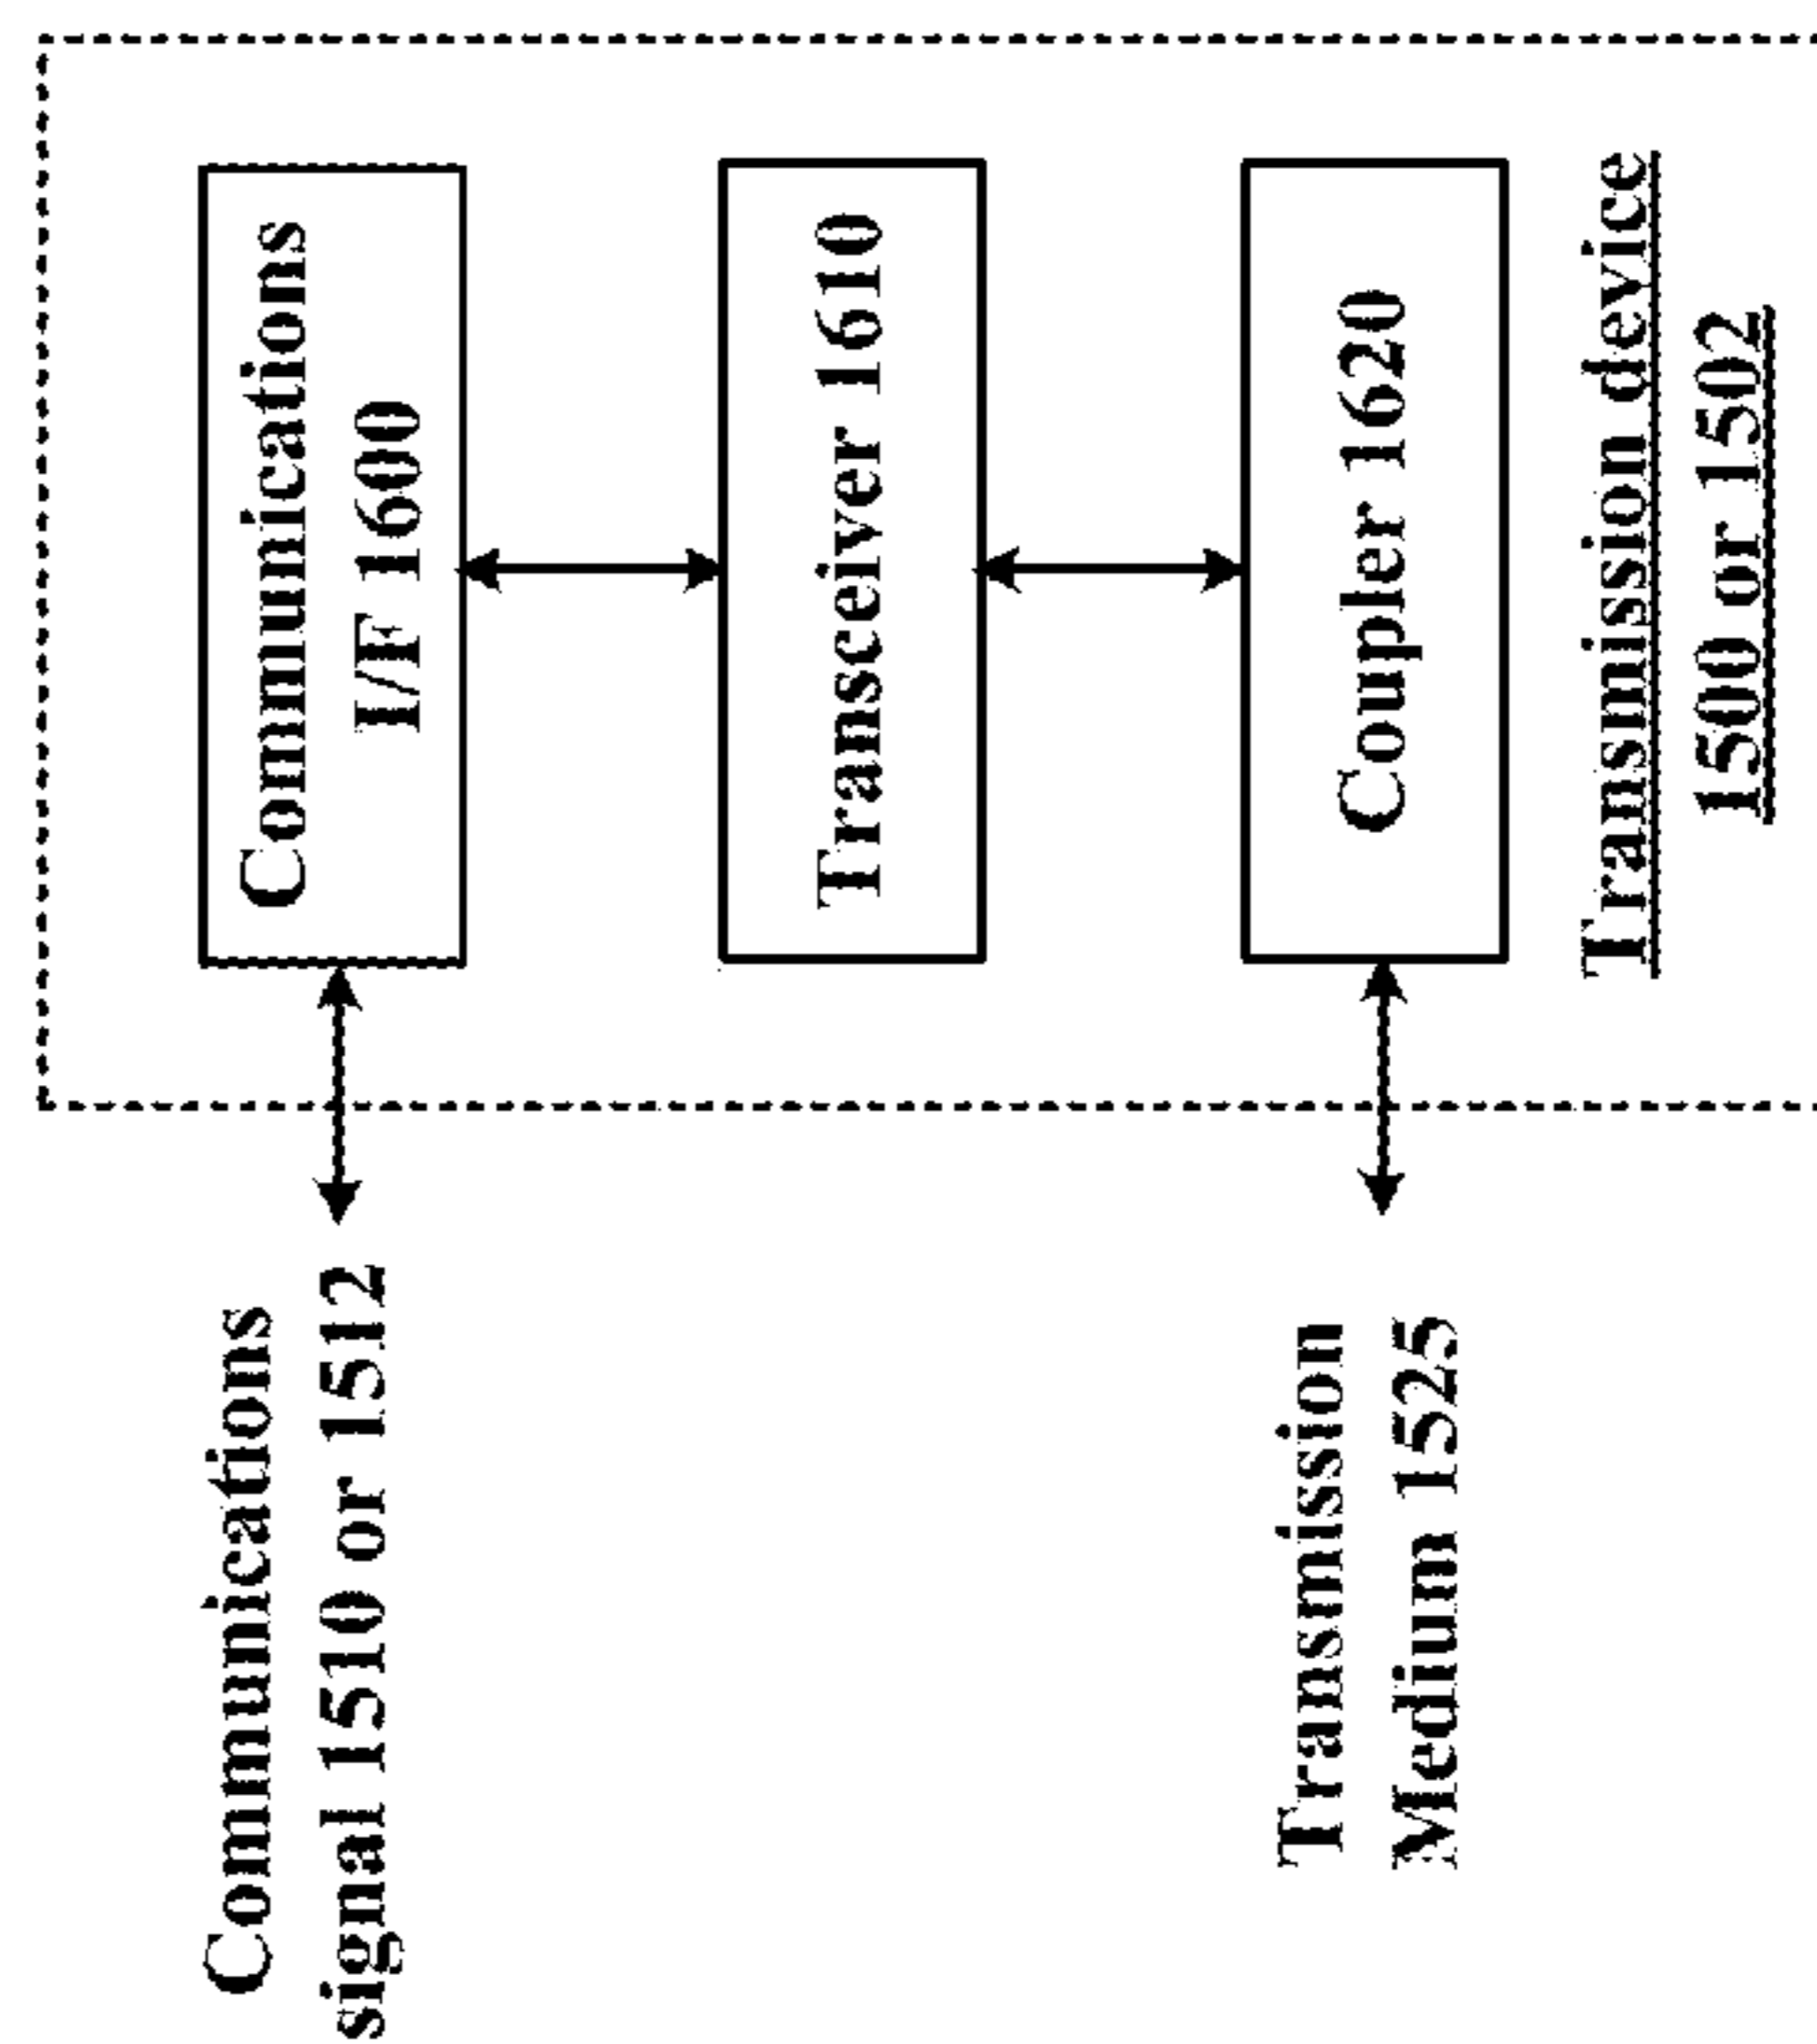 Communications
signal 1510 or 1512
Communications
I/F 1600
Transceiver 1610
Transmission
Medium 1525
Coupler 1620
Transmission device
1500 or 1502